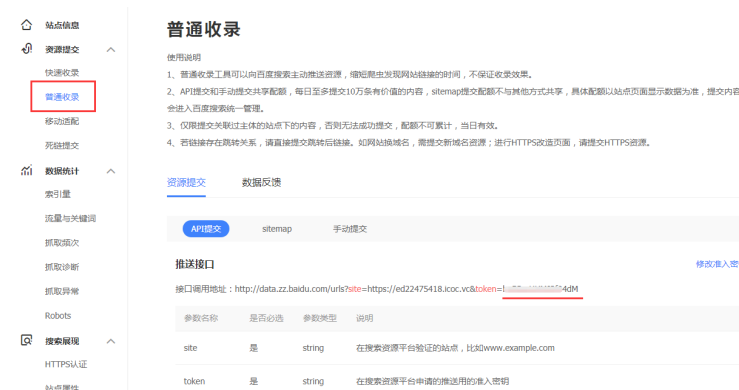 站点信息
资源提交
快速收录
普通收录
移动适配
死链提交
数据统计
索引量
流量与关键词
抓取频次
抓取诊断
抓取异常
Robots
搜索展现
HTTPS认证
站点属性
普通收录
使用说明
1、普通收录工具可以向百度搜索主动推送资源，缩短爬虫发现网站链接的时间，不保证收录效果。
2、API提交和手动提交共享配额，每日至多提交10万条有价值的内容，sitemap提交配额不与其他方式共享，具体配额以站点页面显示数据为准，提交内容
会进入百度搜索统一管理。
3、仅限提交关联过主体的站点下的内容，否则无法成功提交，配额不可累计，当日有效。
4、若链接存在跳转关系，请直接提交跳转后链接。如网站换域名，需提交新域名资源；进行HTTPS改造页面，请提交HTTPS资源。
资源提交 数据反馈
API提交 sitemap 手动提交
推送接口 修改准入密
接口调用地址：http://data.zz.baidu.com/urls?site=https://ed22475418.icoc.vc&token=
参数名称 是否必选 参数类型 说明
site 是 string 在搜索资源平台验证的站点，比如www.example.com
token 是 string 在搜索资源平台申请的推送用的准入密钥